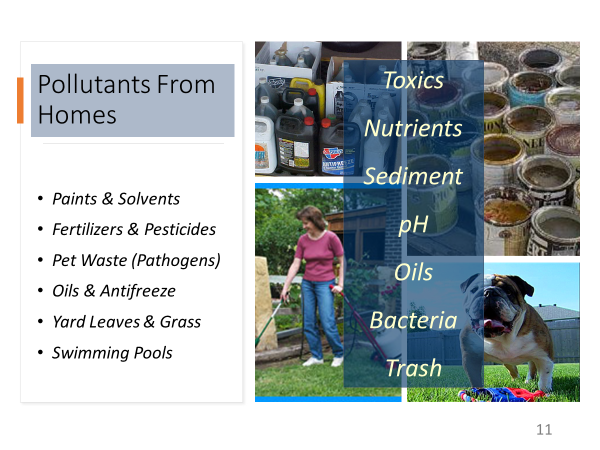 Pollutants From
Homes
• Paints & Solvents
• Fertilizers & Pesticides
• Pet Waste (Pathogens)
• Oils & Antifreeze
• Yard Leaves & Grass
• Swimming Pools
Toxics
Nutrients
Sediment
pH
Oils
Bacteria
Trash
11